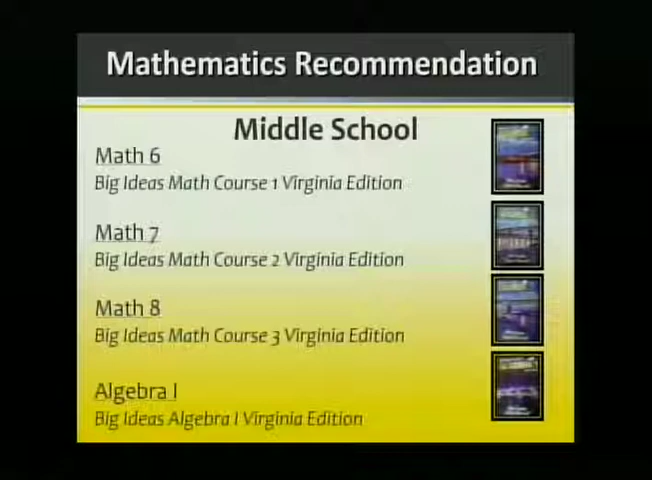 Mathematics Recommendation
Middle School
Math 6
Big Ideas Math Course 1 Virginia Edition
Math 7
Big Ideas Math Course 2 Virginia Edition
Math 8
Big Ideas Math Course 3 Virginia Edition
Algebra I
Big Ideas Algebra I Virginia Edition